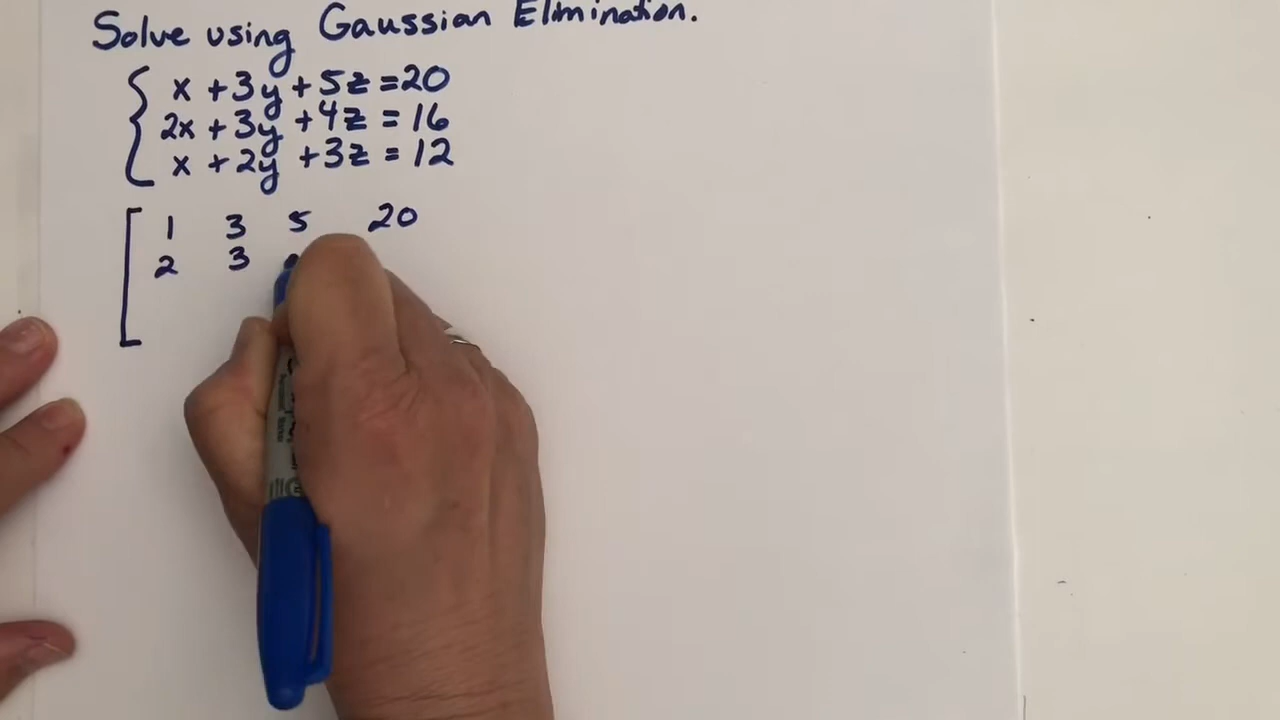 Solve using Gaussian Elimination.
x + 3y + 5z = 20
2x + 3y + 4z = 16
x + 2y + 3z = 12
1 3 5 20
2 3